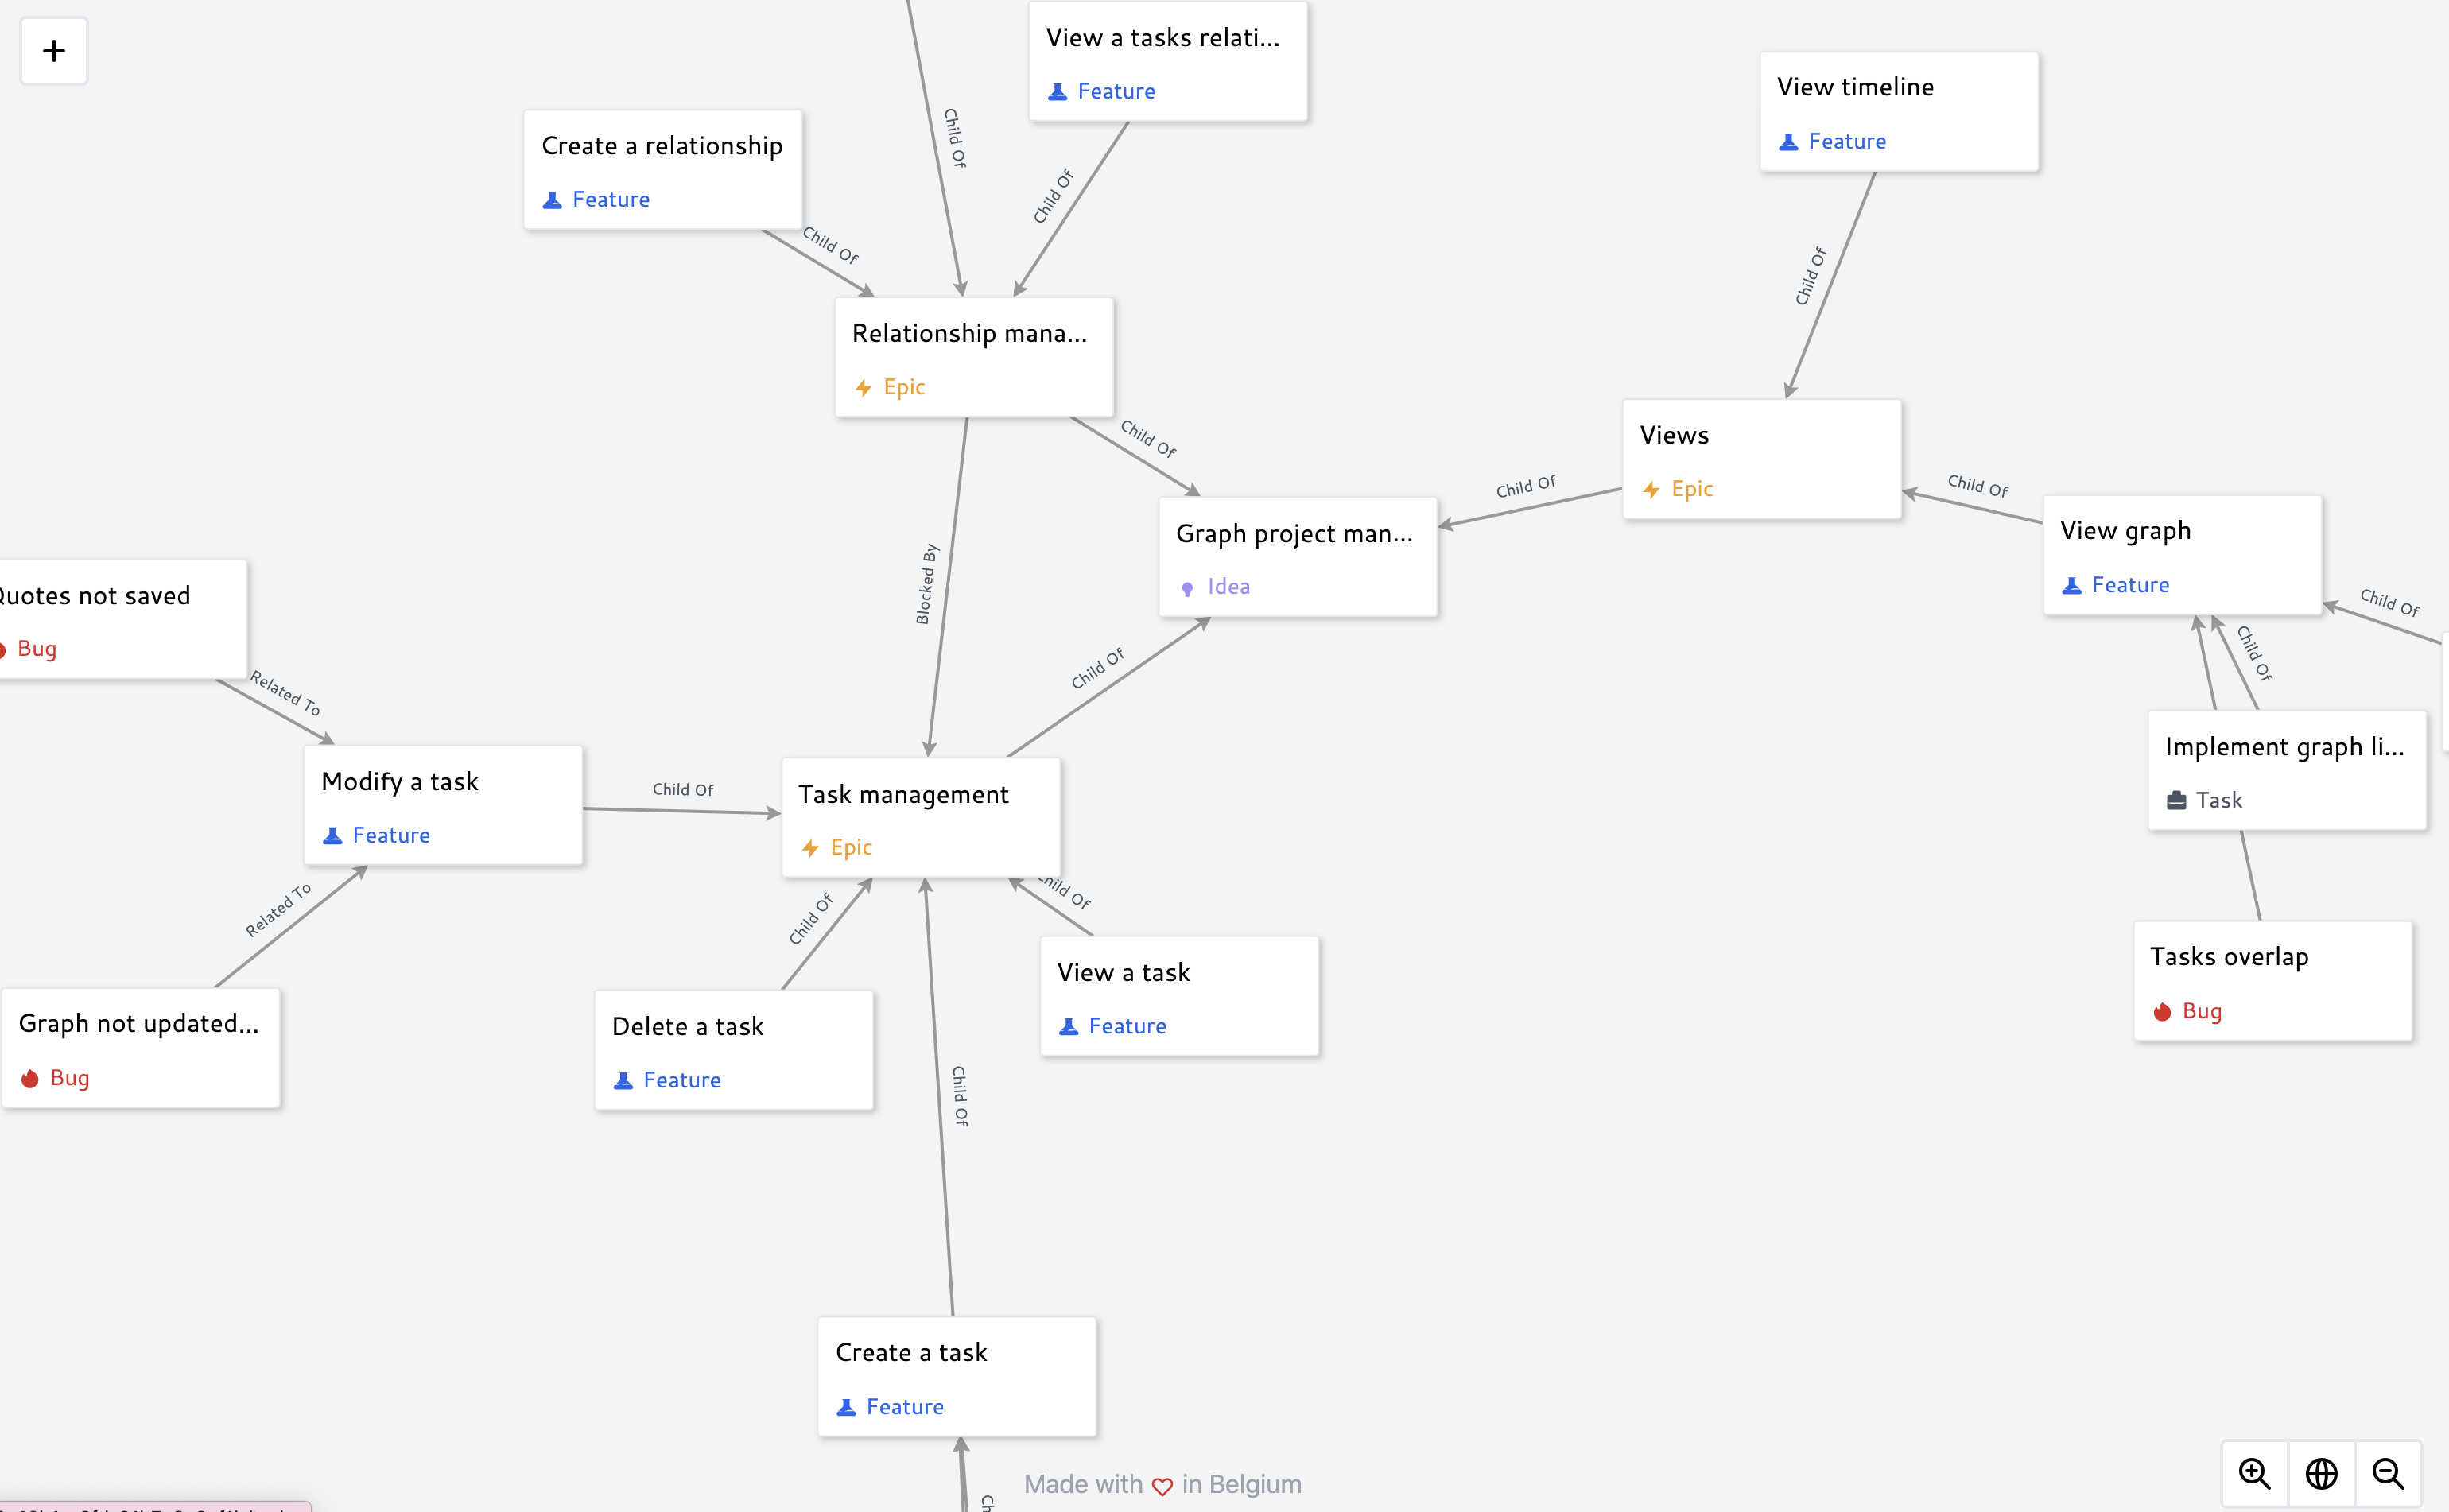 View a tasks relati...
Feature
View timeline
Feature
Child Of
Create a relationship
Feature
Child Of
Child Of
Child Of
Relationship mana...
Epic
Child Of
Views
Epic
Child Of
Child Of
Graph project man...
Idea
View graph
Feature
Child Of
Blocked By
Quotes not saved
Bug
Child Of
Child Of
Related To
Implement graph li...
Task
Modify a task
Feature
Child Of
Task management
Epic
Related To
Child Of
Child Of
Tasks overlap
Bug
View a task
Feature
Graph not updated...
Bug
Delete a task
Feature
Child Of
Create a task
Feature
Made with in Belgium